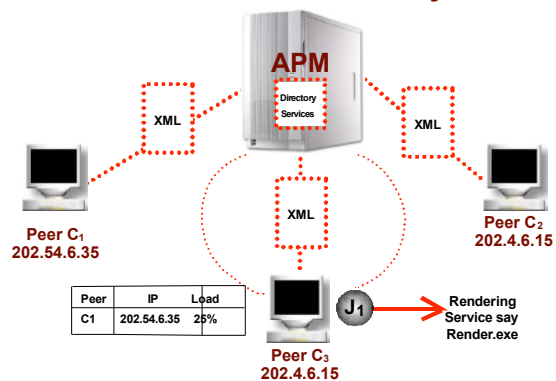 APM
Directory
Services
XML
XML
XML
Peer C1
202.54.6.35
Peer C2
202.4.6.15
Peer IP Load
C1 202.54.6.35 25%
J1
Rendering
Service say
Render.exe
Peer C3
202.4.6.15